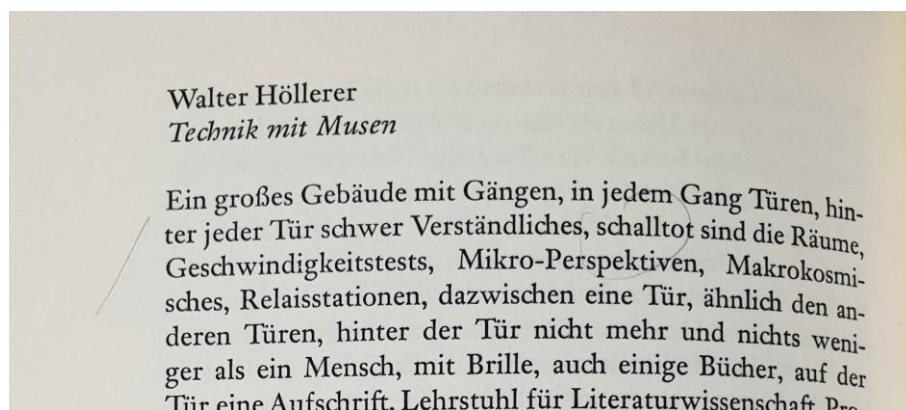 Walter Höllerer
Technik mit Musen
Ein großes Gebäude mit Gängen, in jedem Gang Türen, hin-
ter jeder Tür schwer Verständliches, schalltot sind die Räume,
Geschwindigkeitstests, Mikro-Perspektiven, Makrokosmi-
sches, Relaisstationen, dazwischen eine Tür, ähnlich den an-
deren Türen, hinter der Tür nicht mehr und nichts weni-
ger als ein Mensch, mit Brille, auch einige Bücher, auf der
Tür eine Aufschrift, Lehrstuhl für Literaturwissenschaft, Pro-